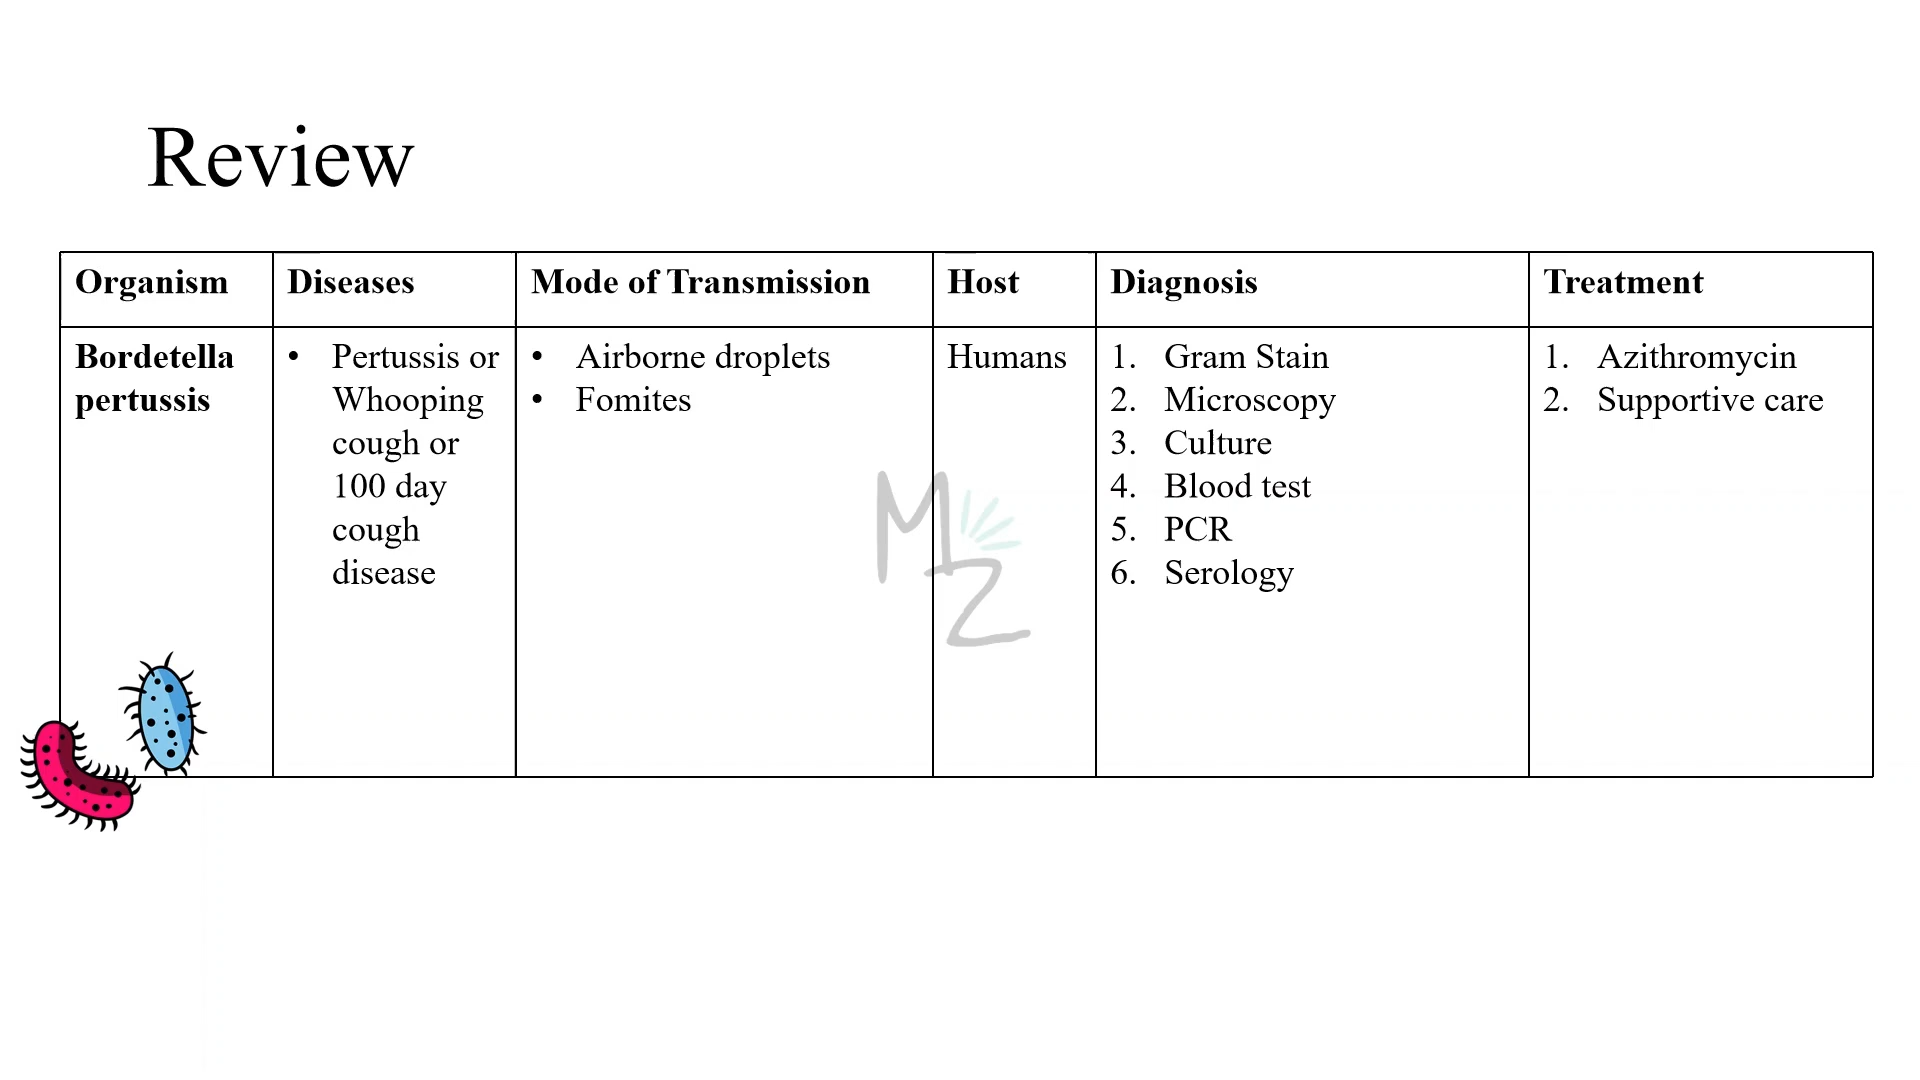 Review
Organism
Diseases
Mode of Transmission
Host
Diagnosis
Treatment
Bordetella
pertussis
• Pertussis or
Whooping
cough or
100 day
cough
disease
• Airborne droplets
• Fomites
Humans
1. Gram Stain
2. Microscopy
3. Culture
4. Blood test
5. PCR
6. Serology
1. Azithromycin
2. Supportive care
MZ